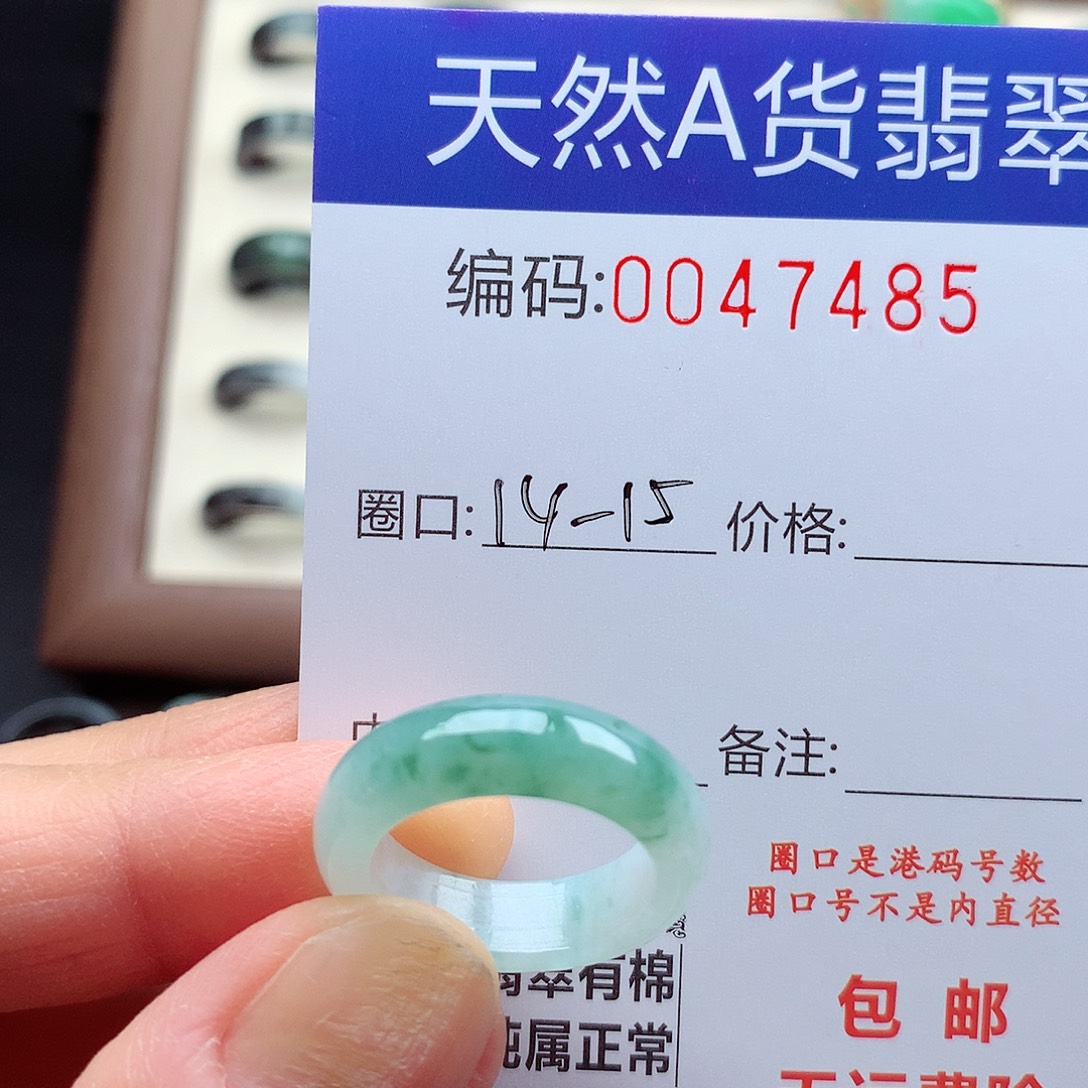 天然A货翡翠
编码:0047485
圈口: 14-15 价格:
备注:
圈口是港码号数
圈口号不是内直径
翡翠有棉
纯属正常
包邮